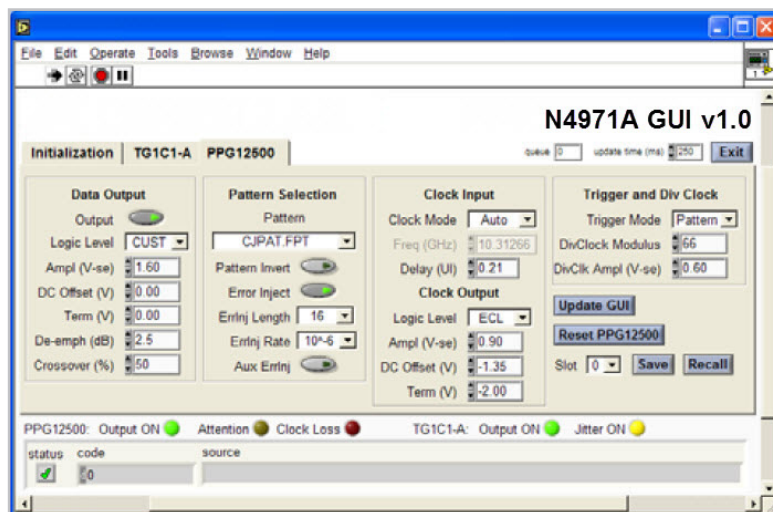 File Edit Operate Tools Browse Window Help
1
N4971A GUI v1.0
Initialization TG1C1-A PPG12500 queue 0 update time (ms) 250 Exit
Data Output
Output
Logic Level CUST
Ampl (V-se) 1.60
DC Offset (V) 0.00
Term (V) 0.00
De-emph (dB) 2.5
Crossover (%) 50
Pattern Selection
Pattern
CJPAT.FPT
Pattern Invert
Error Inject
ErrInj Length 16
ErrInj Rate 10^-6
Aux ErrInj
Clock Input
Clock Mode Auto
Freq (GHz) 10.31266
Delay (UI) 0.21
Clock Output
Logic Level ECL
Ampl (V-se) 0.90
DC Offset (V) -1.35
Term (V) -2.00
Trigger and Div Clock
Trigger Mode Pattern
DivClock Modulus 66
DivClk Ampl (V-se) 0.60
Update GUI
Reset PPG12500
Slot 0 Save Recall
PPG12500: Output ON Attention Clock Loss TG1C1-A: Output ON Jitter ON
status code source
0